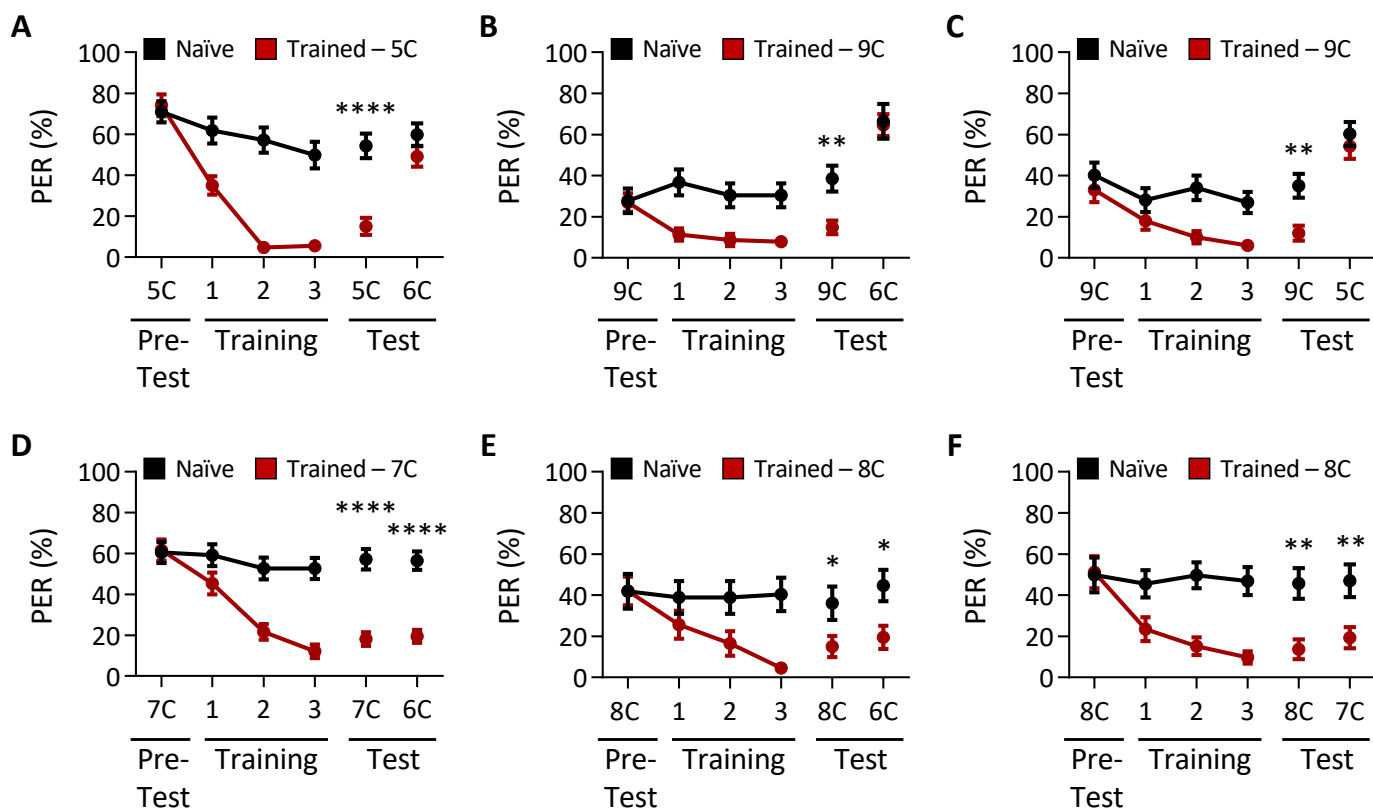 A
Naïve Trained – 5C
PER (%)
100
80
60
40
20
0
****
5C 1 2 3 5C 6C
Pre-Test Training Test
B
Naïve Trained – 9C
PER (%)
100
80
60
40
20
0
**
9C 1 2 3 9C 6C
Pre-Test Training Test
C
Naïve Trained – 9C
PER (%)
100
80
60
40
20
0
**
9C 1 2 3 9C 5C
Pre-Test Training Test
D
Naïve Trained – 7C
PER (%)
100
80
60
40
20
0
**** ****
7C 1 2 3 7C 6C
Pre-Test Training Test
E
Naïve Trained – 8C
PER (%)
100
80
60
40
20
0
* *
8C 1 2 3 8C 6C
Pre-Test Training Test
F
Naïve Trained – 8C
PER (%)
100
80
60
40
20
0
** **
8C 1 2 3 8C 7C
Pre-Test Training Test